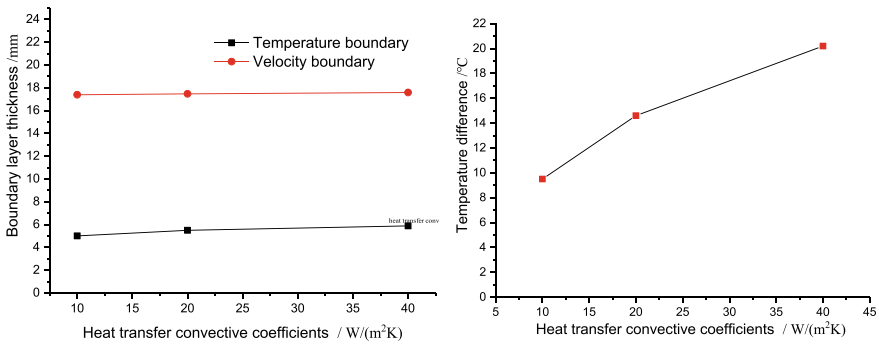 24
22
20
18
16
14
12
10
8
6
4
2
0
Boundary layer thickness /mm
Temperature boundary
Velocity boundary
heat transfer conv
10 15 20 25 30 35 40
Heat transfer convective coefficients / W/(m²K)
22
20
18
16
14
12
10
8
6
4
2
0
Temperature difference /℃
5 10 15 20 25 30 35 40 45
Heat transfer convective coefficients / W/(m²K)